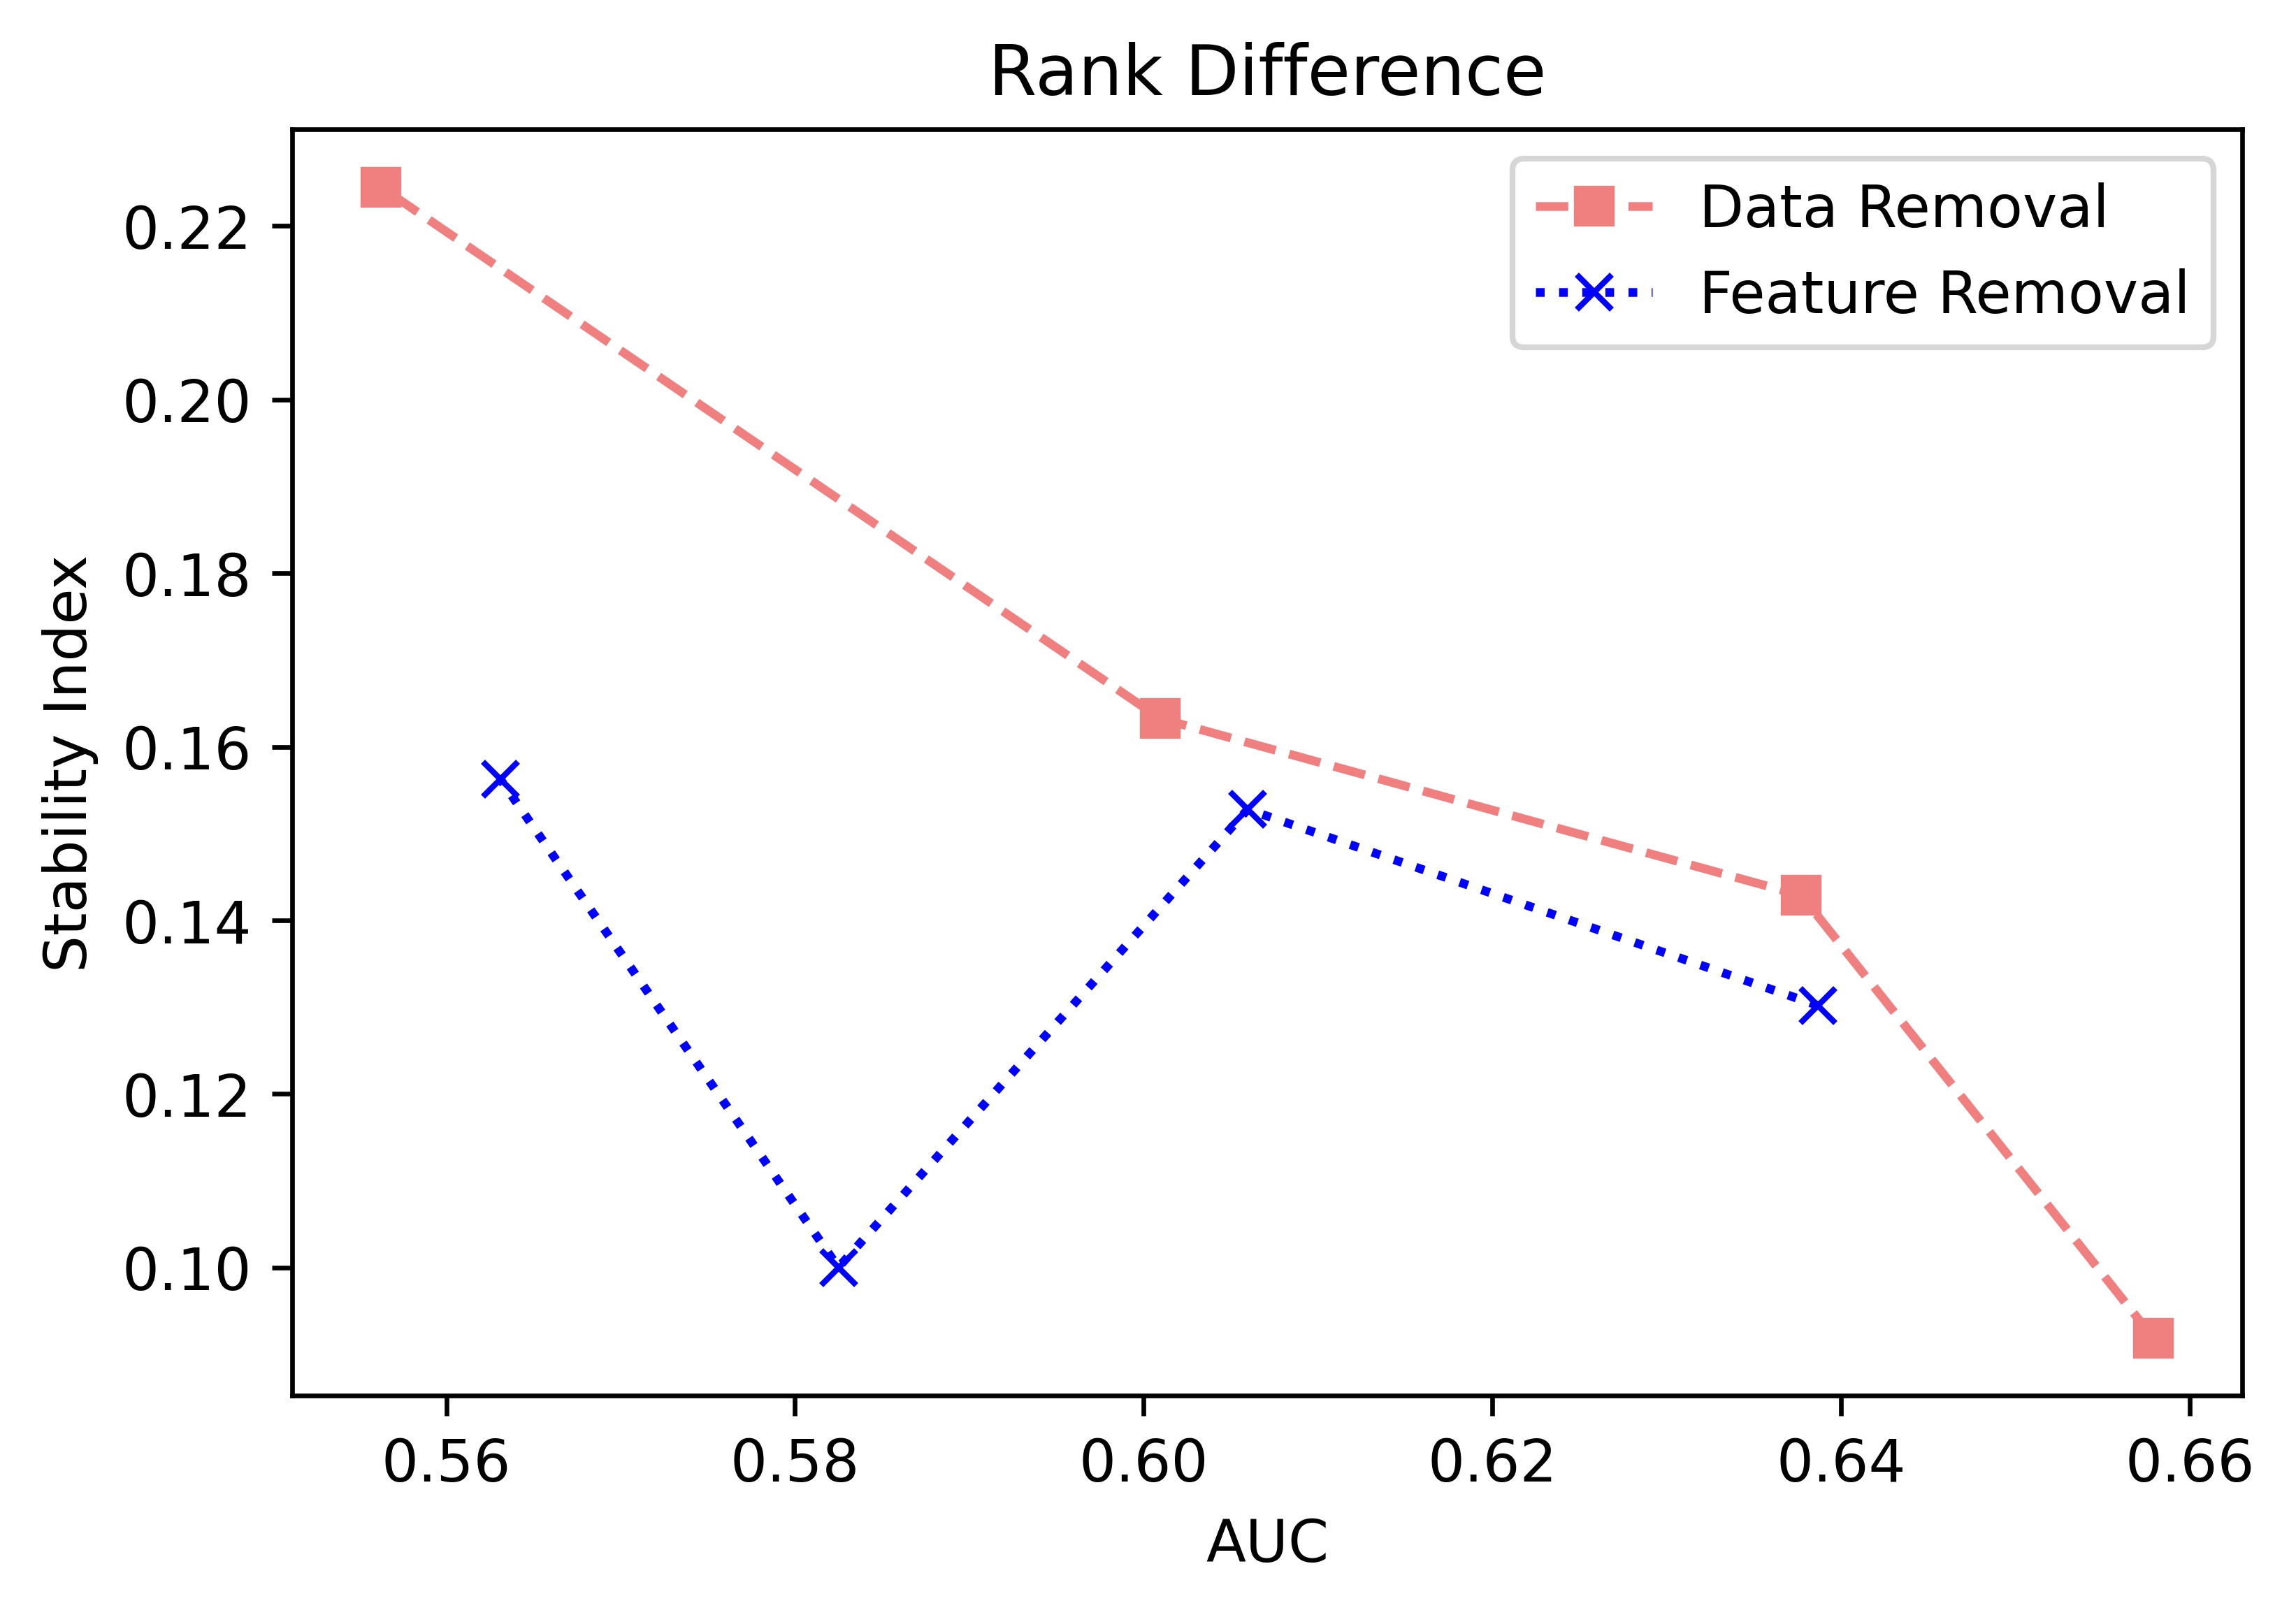 Rank Difference
Data Removal
Feature Removal
Stability Index
0.22
0.20
0.18
0.16
0.14
0.12
0.10
0.56
0.58
0.60
0.62
0.64
0.66
AUC